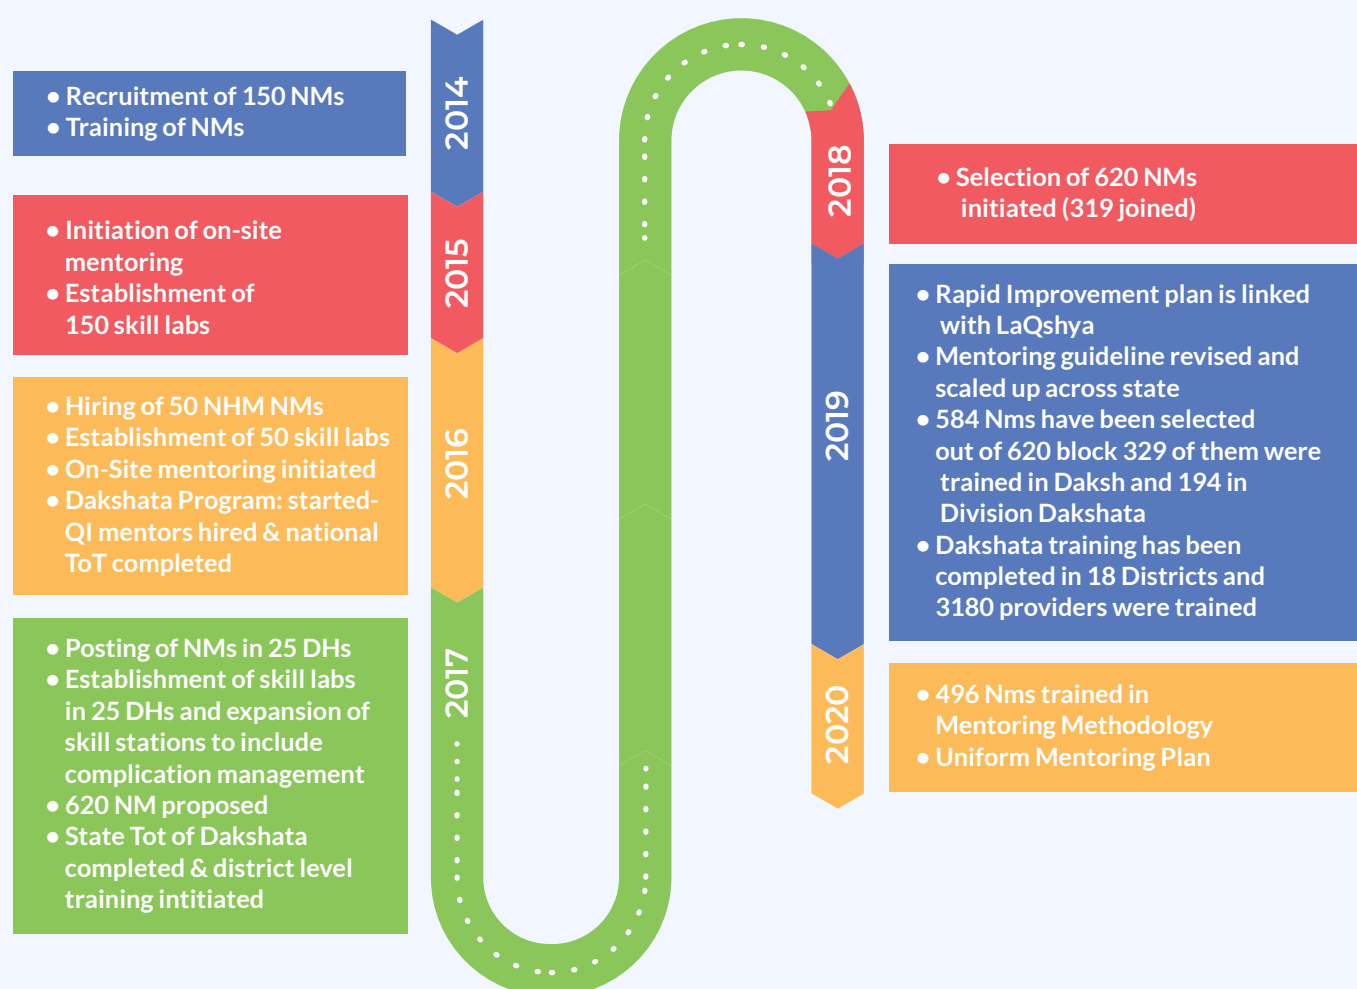 2014
• Recruitment of 150 NMs
• Training of NMs
2015
• Initiation of on-site
mentoring
• Establishment of
150 skill labs
2016
• Hiring of 50 NHM NMs
• Establishment of 50 skill labs
• On-Site mentoring initiated
• Dakshata Program: started-
QI mentors hired & national
ToT completed
2017
• Posting of NMs in 25 DHs
• Establishment of skill labs
in 25 DHs and expansion of
skill stations to include
complication management
• 620 NM proposed
• State Tot of Dakshata
completed & district level
training intitiated
2018
• Selection of 620 NMs
initiated (319 joined)
2019
• Rapid Improvement plan is linked
with LaQshya
• Mentoring guideline revised and
scaled up across state
• 584 Nms have been selected
out of 620 block 329 of them were
trained in Daksh and 194 in
Division Dakshata
• Dakshata training has been
completed in 18 Districts and
3180 providers were trained
2020
• 496 Nms trained in
Mentoring Methodology
• Uniform Mentoring Plan